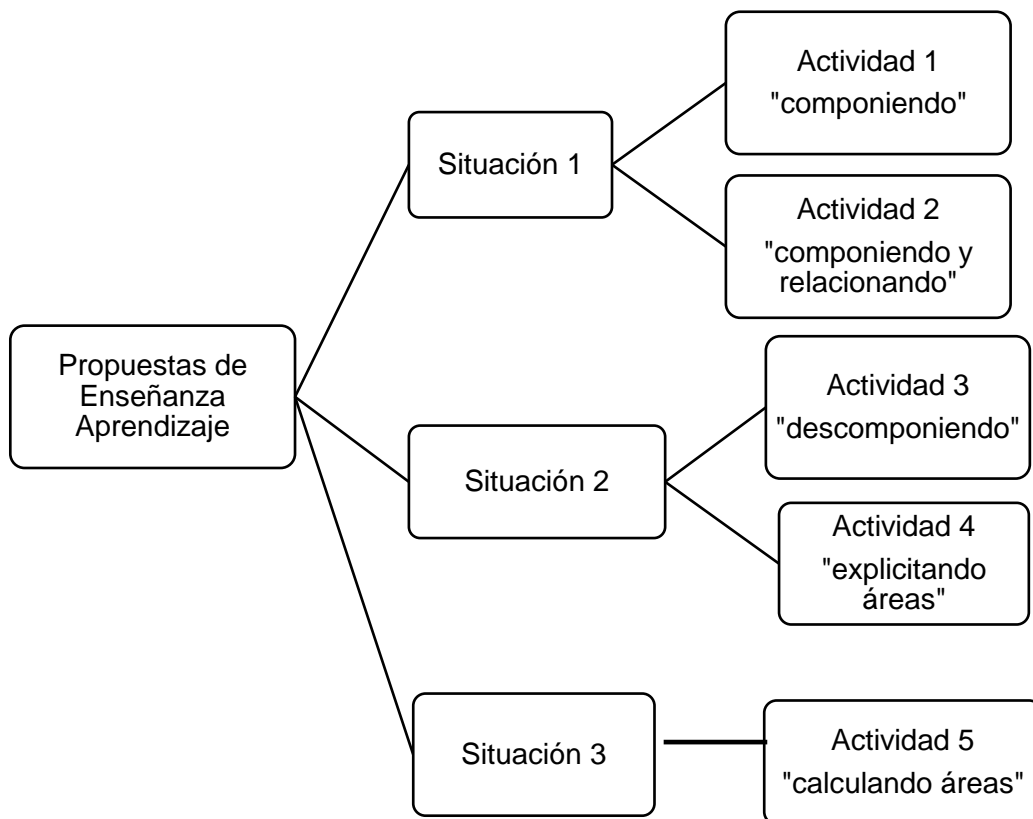 Propuestas de
Enseñanza
Aprendizaje
Situación 1
Actividad 1
"componiendo"
Actividad 2
"componiendo y
relacionando"
Situación 2
Actividad 3
"descomponiendo"
Actividad 4
"explicitando
áreas"
Situación 3
Actividad 5
"calculando áreas"